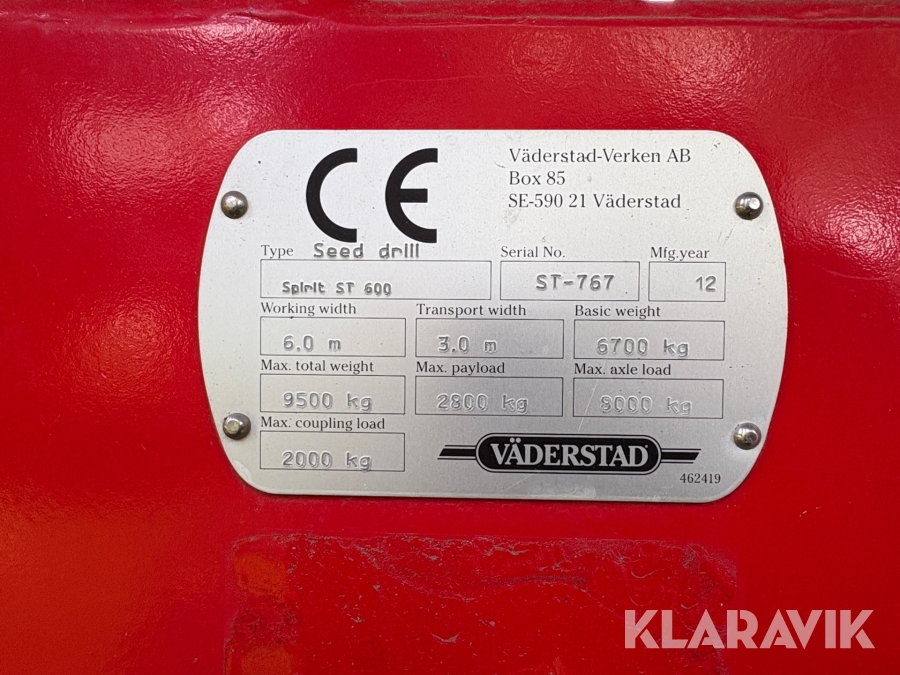 CE
Väderstad-Verken AB
Box 85
SE-590 21 Väderstad
Type Seed drill Serial No. Mfg.year
Spirit ST 600 ST-767 12
Working width Transport width Basic weight
6.0 m 3.0 m 6700 kg
Max. total weight Max. payload Max. axle load
9500 kg 2800 kg 8000 kg
Max. coupling load
2000 kg
VÄDERSTAD
462419
KLARAVIK